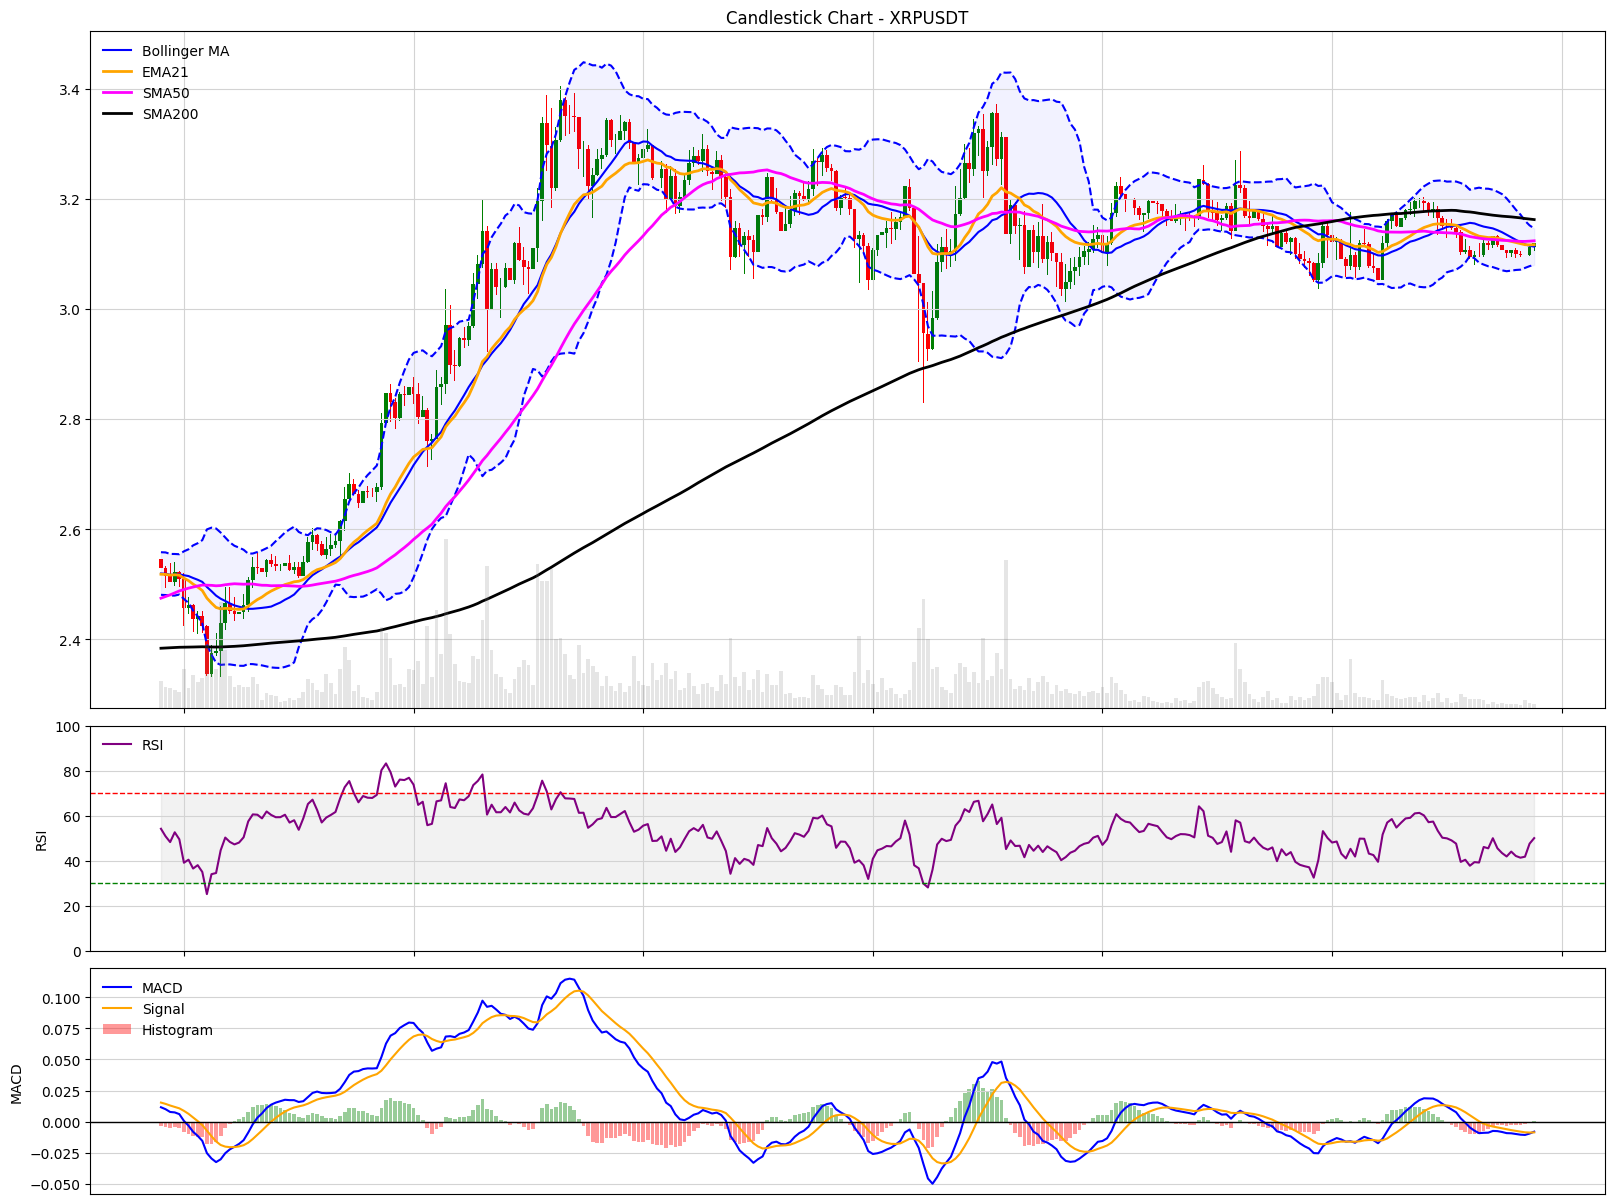 Candlestick Chart - XRPUSDT
Bollinger MA
EMA21
SMA50
SMA200
3.4
3.2
3.0
2.8
2.6
2.4
RSI
100
80
60
40
20
0
RSI
MACD
Signal
Histogram
0.100
0.075
0.050
0.025
0.000
−0.025
−0.050
MACD